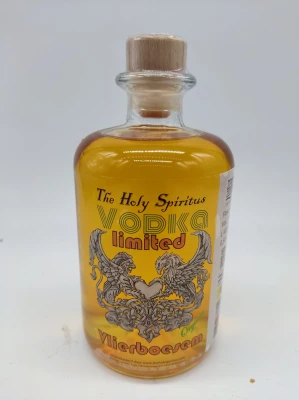 The Holy Spiritus
VODKA
limited
Vlierboesem